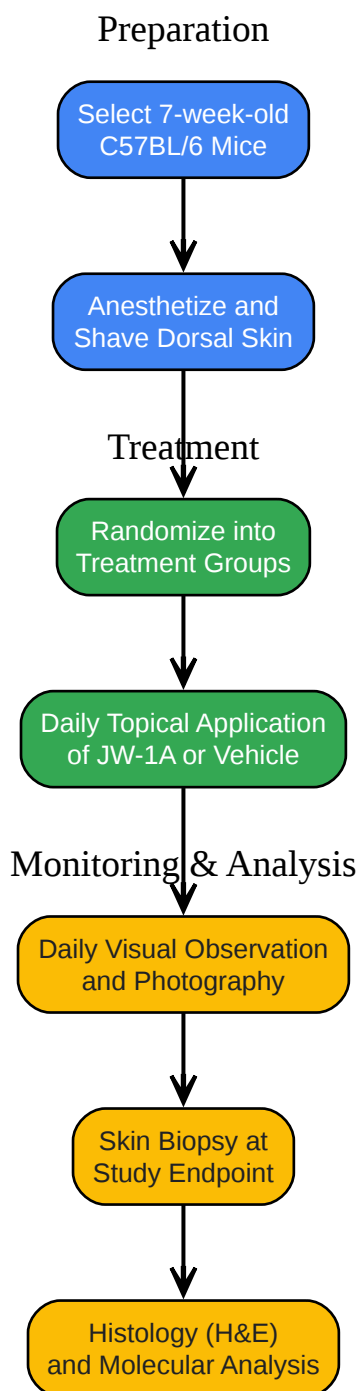 Preparation
Select 7-week-old
C57BL/6 Mice
Anesthetize and
Shave Dorsal Skin
Treatment
Randomize into
Treatment Groups
Daily Topical Application
of JW-1A or Vehicle
Monitoring & Analysis
Daily Visual Observation
and Photography
Skin Biopsy at
Study Endpoint
Histology (H&E)
and Molecular Analysis